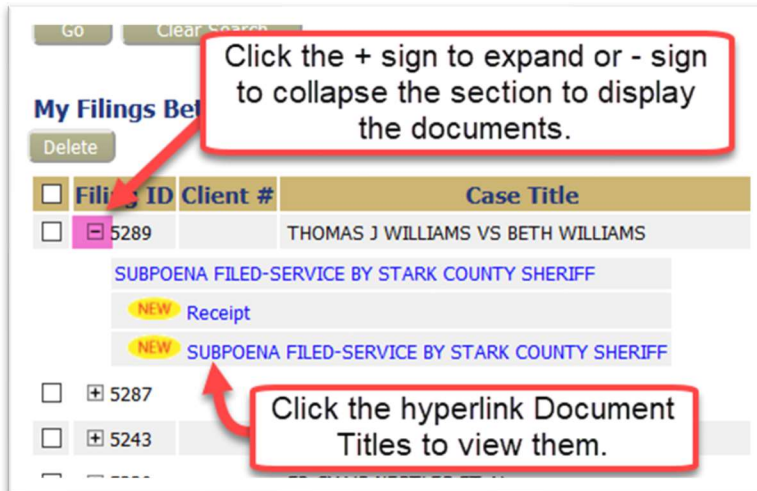 Go Clear Search
Click the + sign to expand or - sign
to collapse the section to display
the documents.
My Filings Bet
Delete
Filing ID Client # Case Title
5289 THOMAS J WILLIAMS VS BETH WILLIAMS
SUBPOENA FILED-SERVICE BY STARK COUNTY SHERIFF
NEW Receipt
NEW SUBPOENA FILED-SERVICE BY STARK COUNTY SHERIFF
5287
Click the hyperlink Document
Titles to view them.
5243